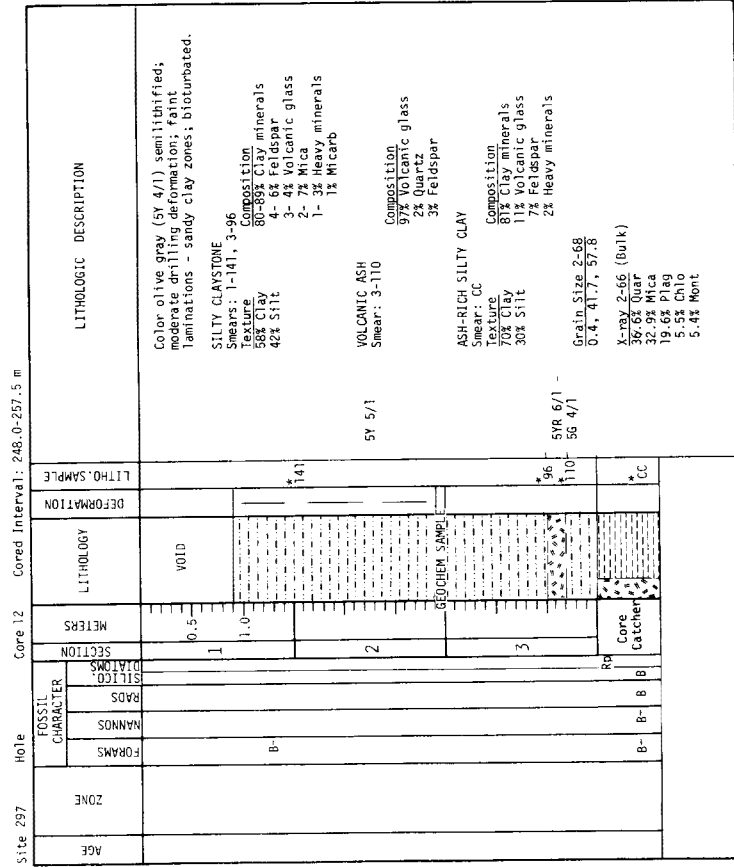 Site 297 Hole Core 12 Cored Interval: 248.0-257.5 m
AGE
ZONE
FOSSIL CHARACTER
FORAMS
NANNOS
RADS
SILICO.
DIATOMS
SECTION
METERS
LITHOLOGY
DEFORMATION
LITHO.SAMPLE
LITHOLOGIC DESCRIPTION
B-
1
0.5
1.0
VOID
*141
2
GEOCHEM SAMPLE
3
*96
*110
Rp
B-
B-
B
B
Core
Catcher
*CC
5Y 5/1
5YR 6/1
5G 4/1
Color olive gray (5Y 4/1) semilithified;
moderate drilling deformation; faint
laminations - sandy clay zones; bioturbated.
SILTY CLAYSTONE
Smears: 1-141, 3-96
Texture Composition
58% Clay 80-89% Clay minerals
42% Silt 4- 6% Feldspar
3- 4% Volcanic glass
2- 7% Mica
1- 3% Heavy minerals
1% Micarb
VOLCANIC ASH
Smear: 3-110
Composition
97% Volcanic glass
2% Quartz
3% Feldspar
ASH-RICH SILTY CLAY
Smear: CC
Texture Composition
70% Clay 81% Clay minerals
30% Silt 11% Volcanic glass
7% Feldspar
2% Heavy minerals
Grain Size 2-68
0.4, 41.7, 57.8
X-ray 2-66 (Bulk)
36.6% Quar
32.9% Mica
19.6% Plag
5.5% Chlo
5.4% Mont